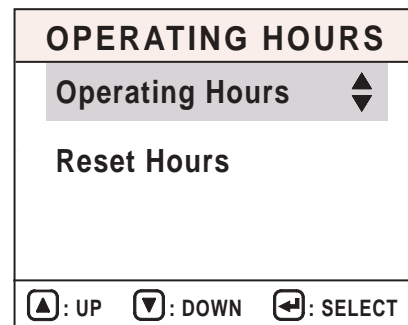 OPERATING HOURS
Operating Hours
Reset Hours
: UP : DOWN : SELECT